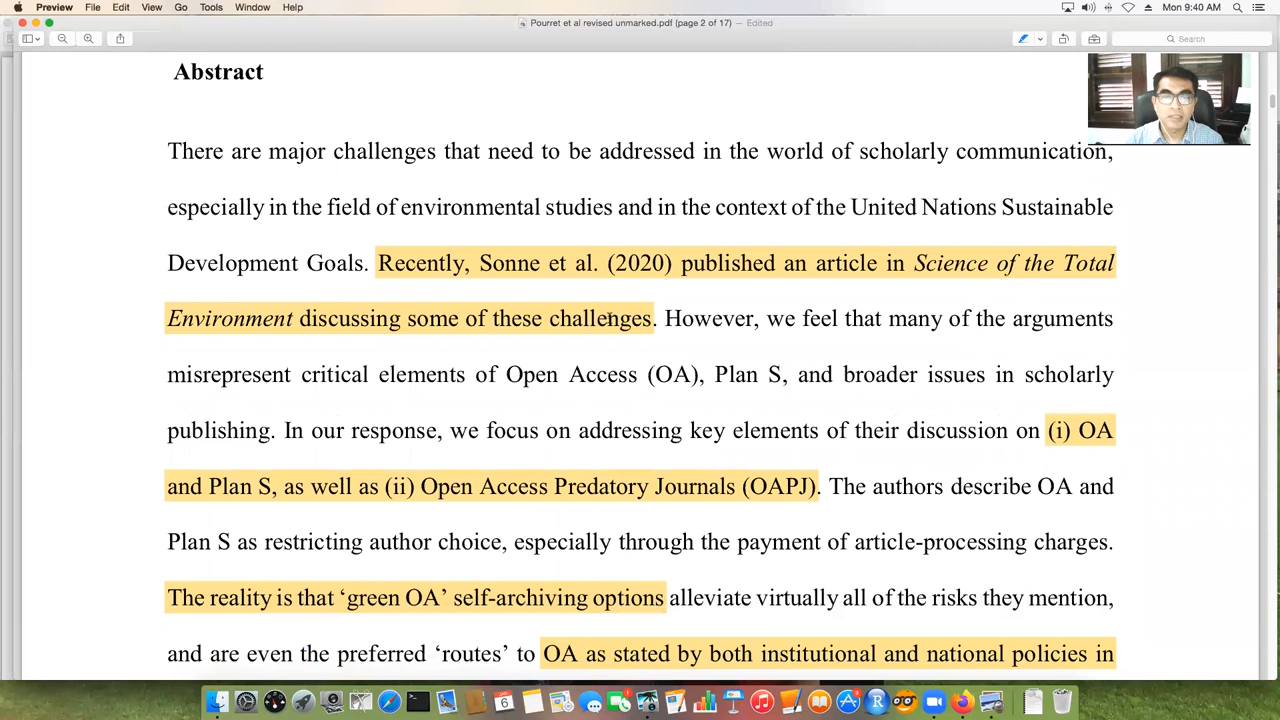 Preview File Edit View Go Tools Window Help Mon 9:40 AM
Pourret et al revised unmarked.pdf (page 2 of 17) — Edited
Search
Abstract
There are major challenges that need to be addressed in the world of scholarly communication,
especially in the field of environmental studies and in the context of the United Nations Sustainable
Development Goals. Recently, Sonne et al. (2020) published an article in Science of the Total
Environment discussing some of these challenges. However, we feel that many of the arguments
misrepresent critical elements of Open Access (OA), Plan S, and broader issues in scholarly
publishing. In our response, we focus on addressing key elements of their discussion on (i) OA
and Plan S, as well as (ii) Open Access Predatory Journals (OAPJ). The authors describe OA and
Plan S as restricting author choice, especially through the payment of article-processing charges.
The reality is that ‘green OA’ self-archiving options alleviate virtually all of the risks they mention,
and are even the preferred ‘routes’ to OA as stated by both institutional and national policies in
6